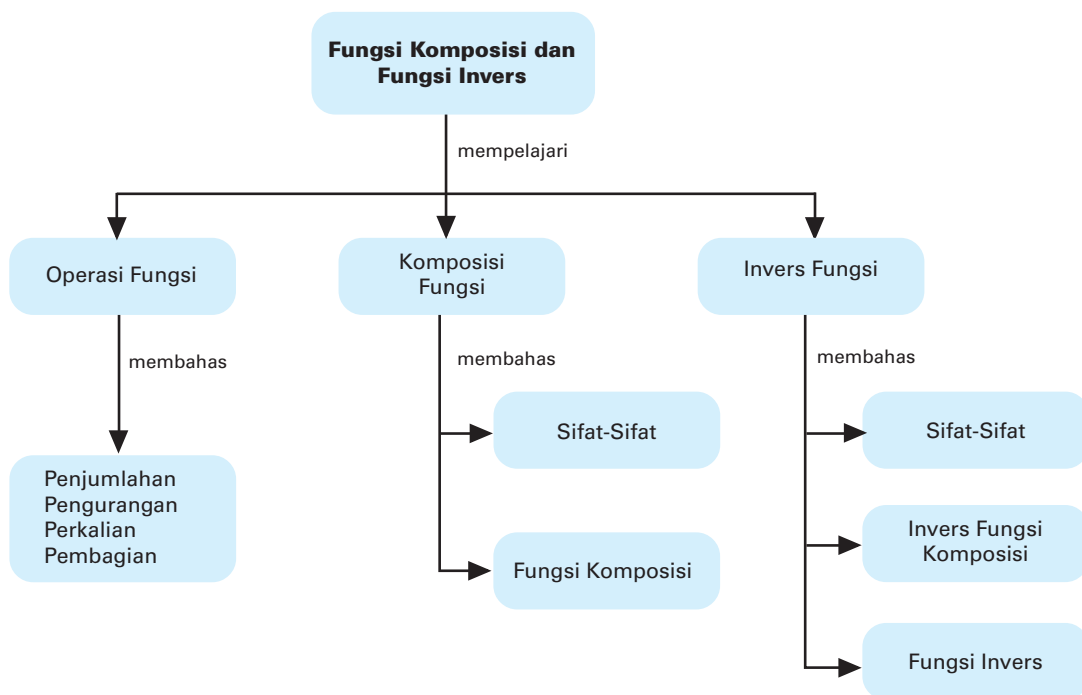 Fungsi Komposisi dan
Fungsi Invers
mempelajari
Operasi Fungsi
Komposisi
Fungsi
Invers Fungsi
membahas
membahas
membahas
Penjumlahan
Pengurangan
Perkalian
Pembagian
Sifat-Sifat
Fungsi Komposisi
Sifat-Sifat
Invers Fungsi
Komposisi
Fungsi Invers